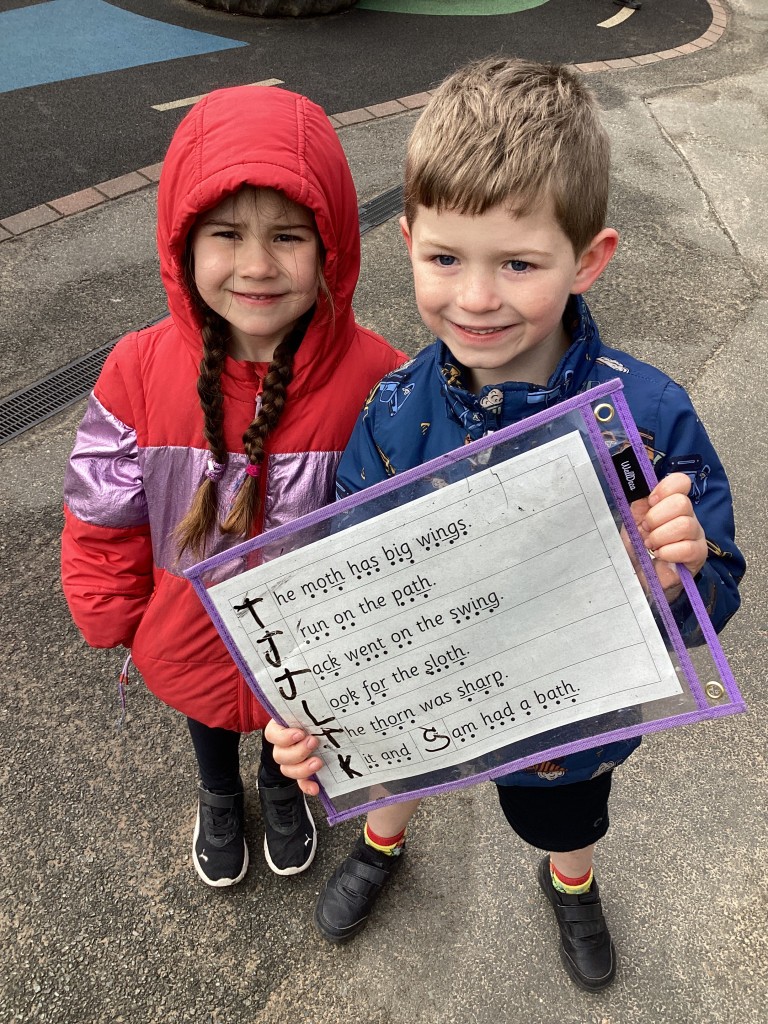 The moth has big wings.
I run on the path.
Jack went on the swing.
Look for the sloth.
The thorn was sharp.
Kit and Sam had a bath.